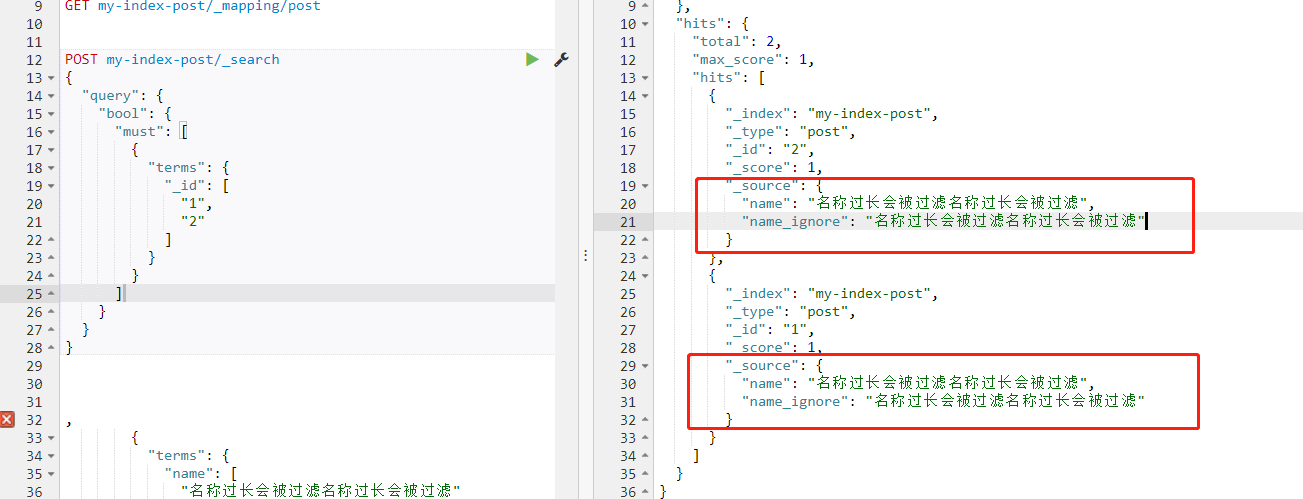 9 GET my-index-post/_mapping/post
10
11
12 POST my-index-post/_search
13 {
14 "query": {
15 "bool": {
16 "must": [
17 {
18 "terms": {
19 "_id": [
20 "1",
21 "2"
22 ]
23 }
24 }
25 ]
26 }
27 }
28 }
29
30
31
32 ,
33 {
34 "terms": {
35 "name": [
36 "名称过长会被过滤名称过长会被过滤"
9 },
10 "hits": {
11 "total": 2,
12 "max_score": 1,
13 "hits": [
14 {
15 "_index": "my-index-post",
16 "_type": "post",
17 "_id": "2",
18 "_score": 1,
19 "_source": {
20 "name": "名称过长会被过滤名称过长会被过滤",
21 "name_ignore": "名称过长会被过滤名称过长会被过滤"
22 }
23 },
24 {
25 "_index": "my-index-post",
26 "_type": "post",
27 "_id": "1",
28 "_score": 1,
29 "_source": {
30 "name": "名称过长会被过滤名称过长会被过滤",
31 "name_ignore": "名称过长会被过滤名称过长会被过滤"
32 }
33 }
34 ]
35 }
36 }